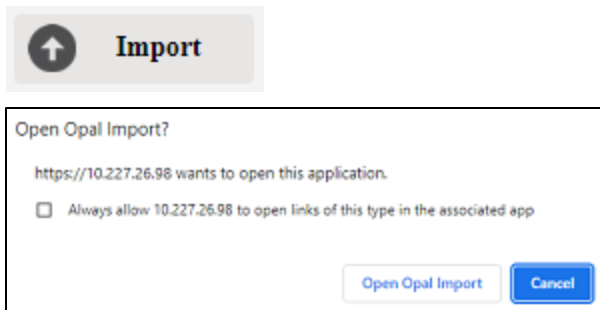 Import
Open Opal Import?
https://10.227.26.98 wants to open this application.
Always allow 10.227.26.98 to open links of this type in the associated app
Open Opal Import Cancel